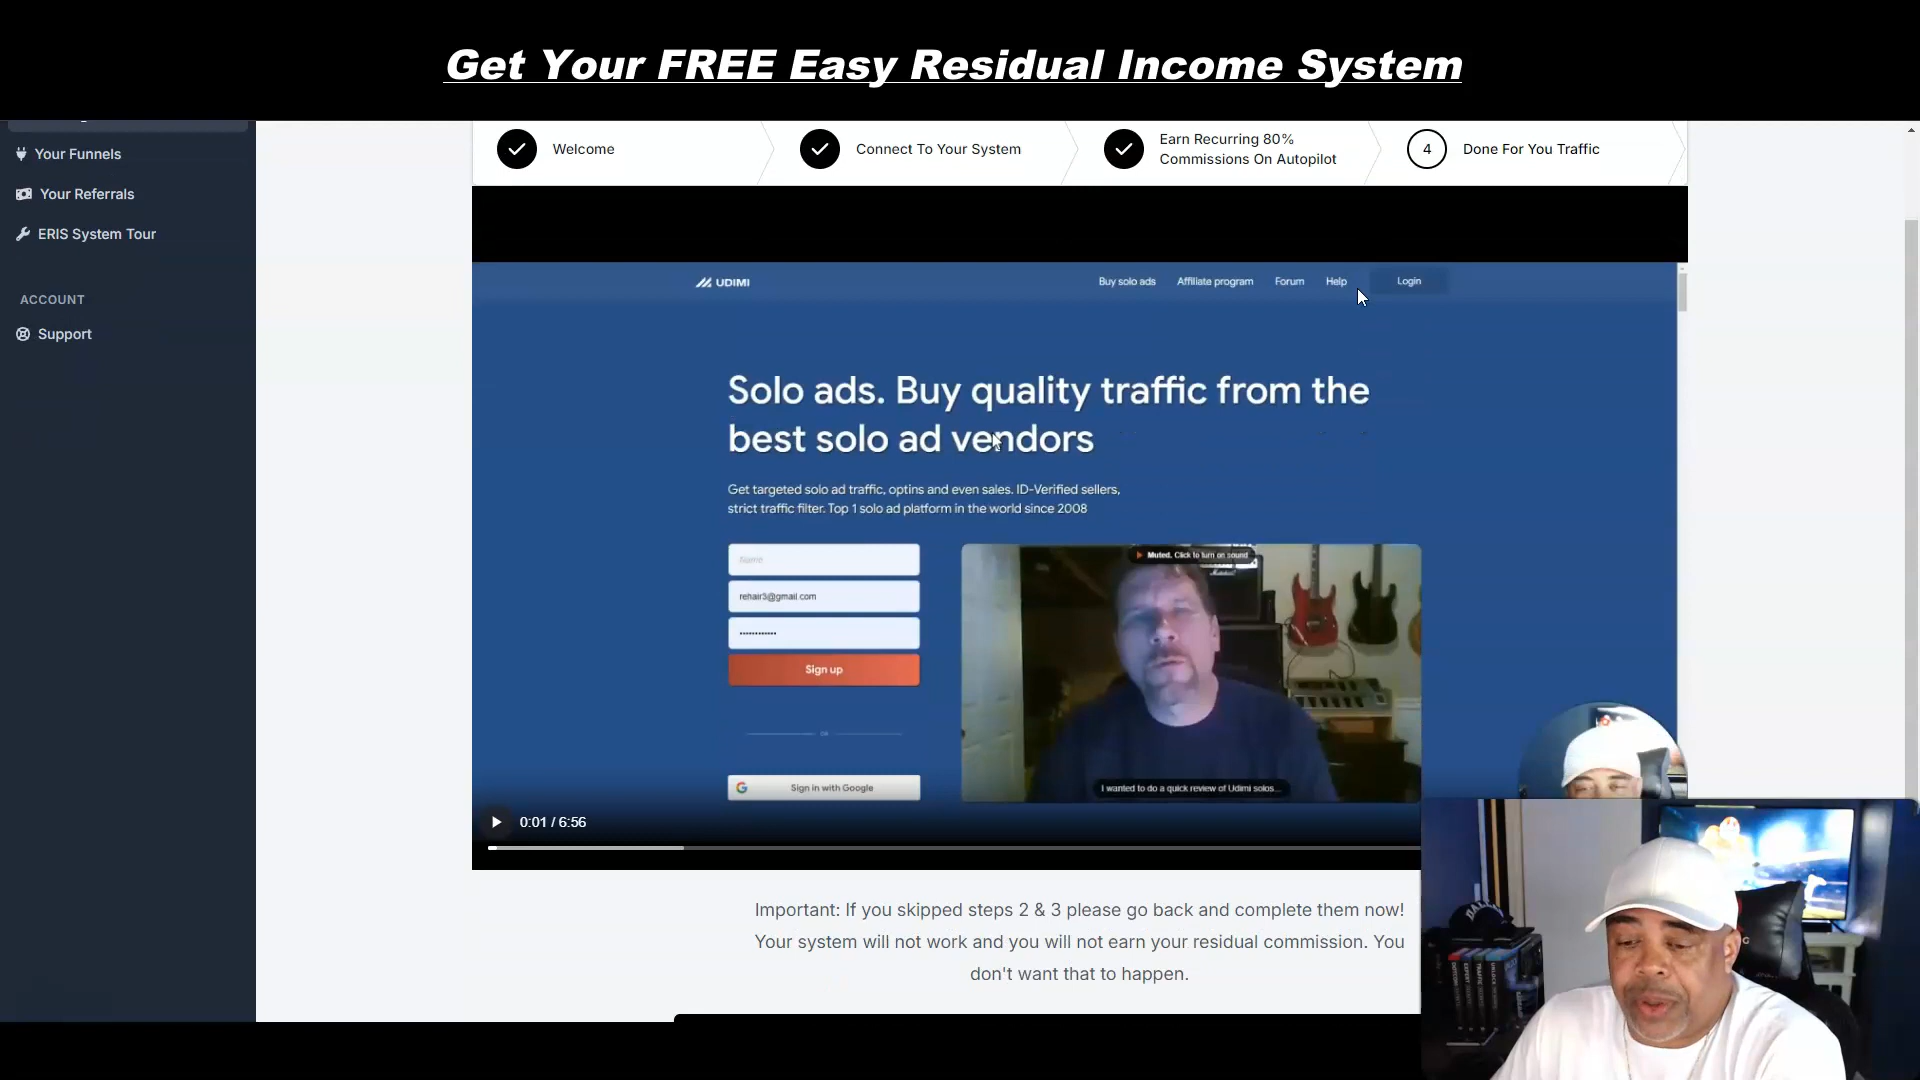 Get Your FREE Easy Residual Income System
Welcome
Connect To Your System
Earn Recurring 80%
Commissions On Autopilot
4
Done For You Traffic
Your Funnels
Your Referrals
ERIS System Tour
ACCOUNT
Support
UDIMI
Buy solo ads
Affiliate program
Forum
Help
Login
Solo ads. Buy quality traffic from the
best solo ad vendors
Get targeted solo ad traffic, optins and even sales. ID-Verified sellers,
strict traffic filter. Top 1 solo ad platform in the world since 2008
Name
rehair3@gmail.com
Sign up
OR
Sign in with Google
Muted. Click to turn on sound
Marshall
I wanted to do a quick review of Udimi solos...
0:01 / 6:56
Important: If you skipped steps 2 & 3 please go back and complete them now!
Your system will not work and you will not earn your residual commission. You
don't want that to happen.